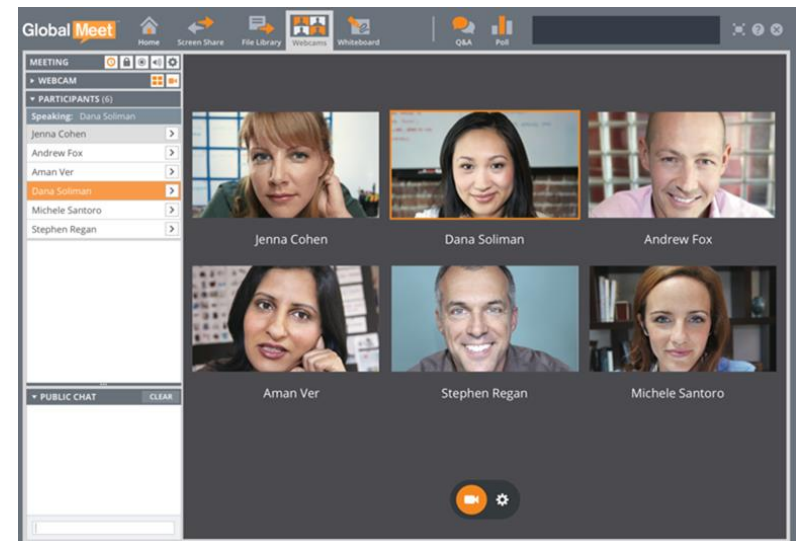 Global Meet
Home Screen Share File Library Webcams Whiteboard Q&A Poll
MEETING
WEBCAM
PARTICIPANTS (6)
Speaking: Dana Soliman
Jenna Cohen
Andrew Fox
Aman Ver
Dana Soliman
Michele Santoro
Stephen Regan
PUBLIC CHAT CLEAR
Jenna Cohen Dana Soliman Andrew Fox
Aman Ver Stephen Regan Michele Santoro